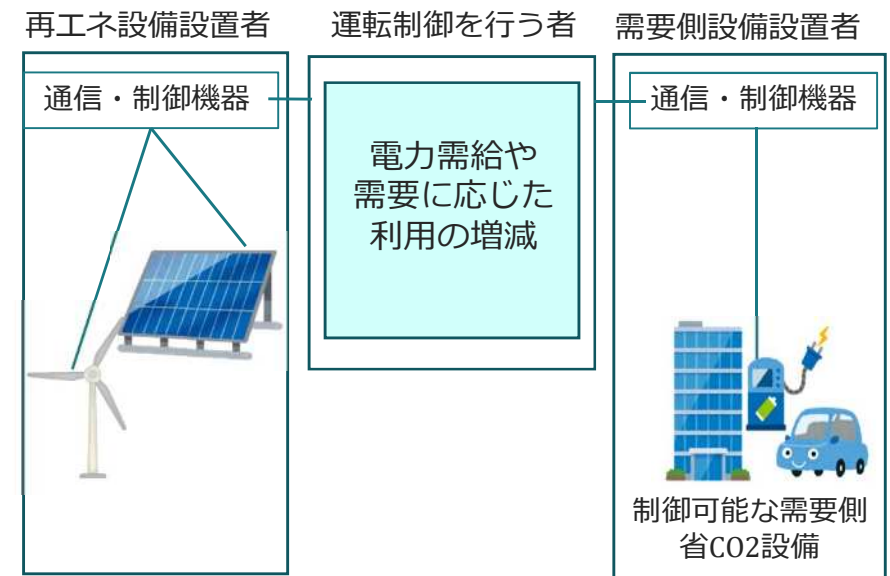 再エネ設備設置者
運転制御を行う者
需要側設備設置者
通信・制御機器
電力需給や
需要に応じた
利用の増減
通信・制御機器
制御可能な需要側
省CO2設備